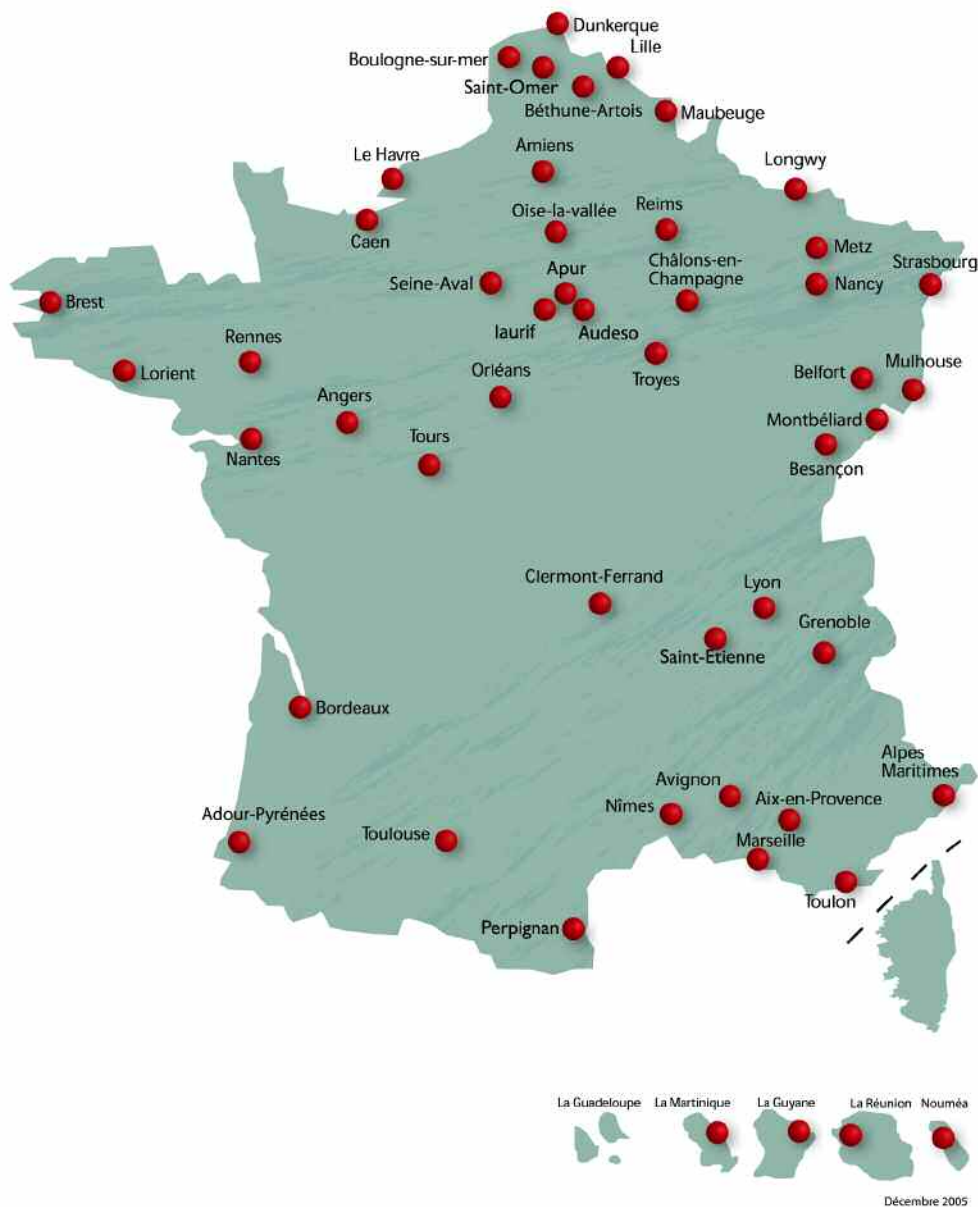 Dunkerque
Lille
Boulogne-sur-mer
Saint-Omer
Béthune-Artois
Maubeuge
Amiens
Le Havre
Longwy
Oise-la-vallée
Reims
Caen
Metz
Châlons-en-
Champagne
Strasbourg
Apur
Seine-Aval
Nancy
Brest
Iaurif
Audeso
Rennes
Troyes
Mulhouse
Lorient
Orléans
Belfort
Angers
Montbéliard
Tours
Nantes
Besançon
Clermont-Ferrand
Lyon
Grenoble
Saint-Etienne
Bordeaux
Alpes
Maritimes
Avignon
Aix-en-Provence
Nîmes
Adour-Pyrénées
Toulouse
Marseille
Toulon
Perpignan
La Guadeloupe
La Martinique
La Guyane
La Réunion
Nouméa
Décembre 2005